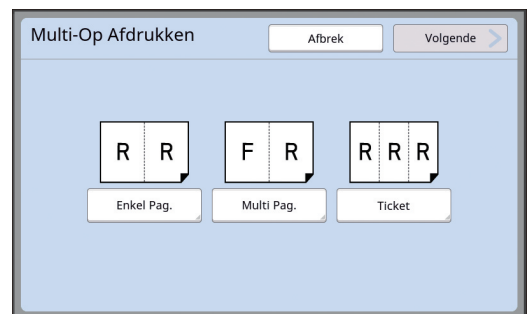 Multi-Op Afdrukken Afbrek Volgende
R R F R R R R
Enkel Pag. Multi Pag. Ticket